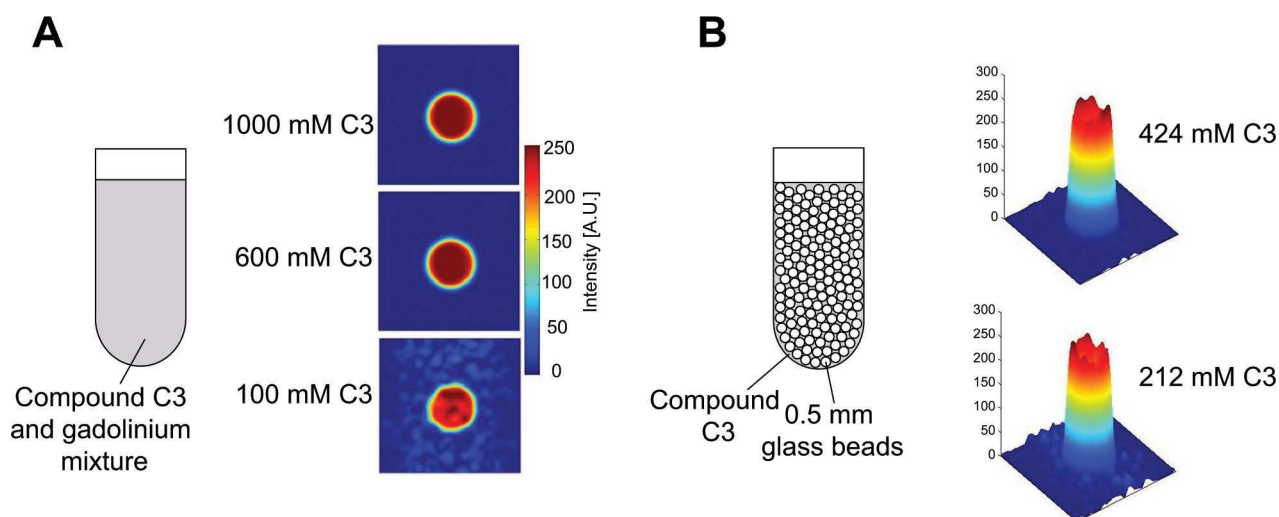 A
1000 mM C3
600 mM C3
100 mM C3
250
200
150
100
50
0
Intensity [A.U.]
Compound C3
and gadolinium
mixture
B
300
250
200
150
100
50
0
424 mM C3
300
250
200
150
100
50
0
212 mM C3
Compound
C3
0.5 mm
glass beads